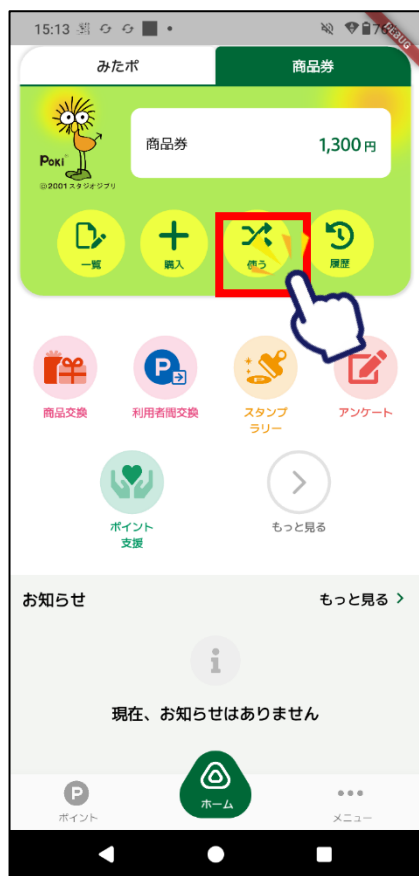 15:13
DEBUG
みたポ
商品券
商品券
1,300 円
POKI
©2001スタジオジブリ
一覧
購入
使う
履歴
商品交換
利用者間交換
スタンプ
ラリー
アンケート
ポイント
支援
もっと見る
お知らせ
もっと見る
現在、お知らせはありません
ポイント
ホーム
メニュー